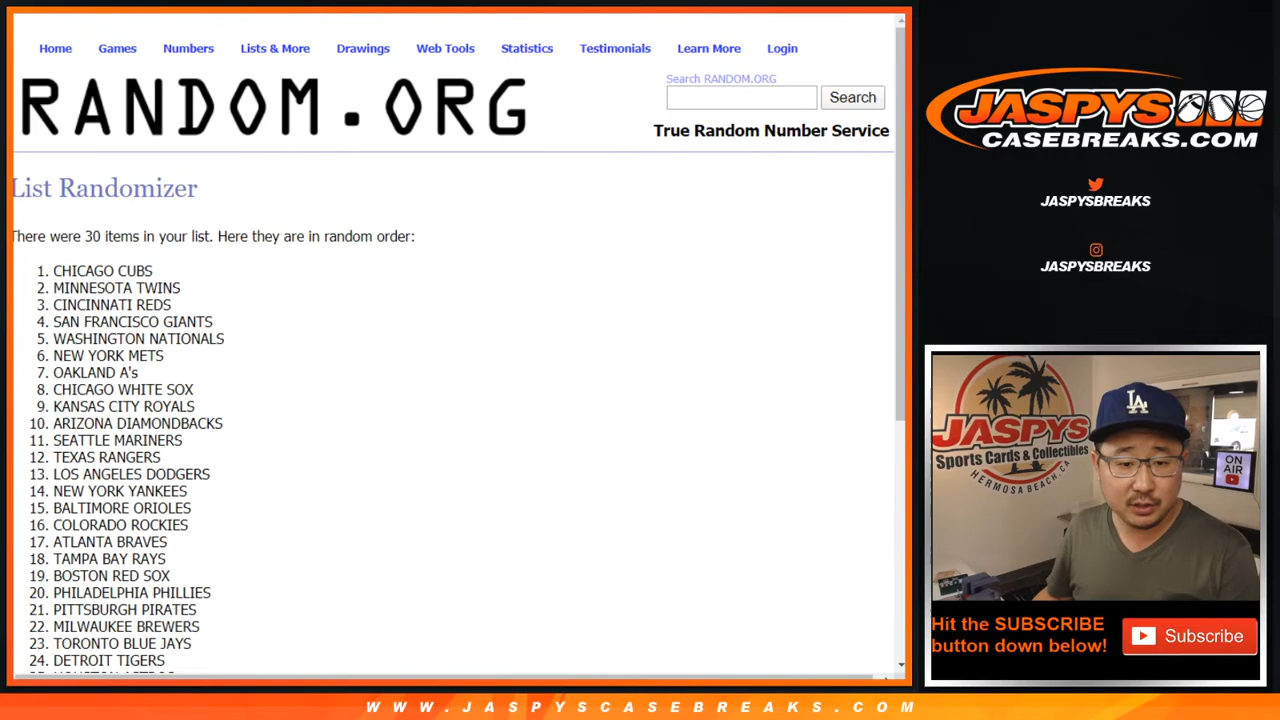 Home Games Numbers Lists & More Drawings Web Tools Statistics Testimonials Learn More Login
RANDOM.ORG
Search RANDOM.ORG
Search
True Random Number Service
List Randomizer
There were 30 items in your list. Here they are in random order:
1. CHICAGO CUBS
2. MINNESOTA TWINS
3. CINCINNATI REDS
4. SAN FRANCISCO GIANTS
5. WASHINGTON NATIONALS
6. NEW YORK METS
7. OAKLAND A's
8. CHICAGO WHITE SOX
9. KANSAS CITY ROYALS
10. ARIZONA DIAMONDBACKS
11. SEATTLE MARINERS
12. TEXAS RANGERS
13. LOS ANGELES DODGERS
14. NEW YORK YANKEES
15. BALTIMORE ORIOLES
16. COLORADO ROCKIES
17. ATLANTA BRAVES
18. TAMPA BAY RAYS
19. BOSTON RED SOX
20. PHILADELPHIA PHILLIES
21. PITTSBURGH PIRATES
22. MILWAUKEE BREWERS
23. TORONTO BLUE JAYS
24. DETROIT TIGERS
JASPYS
CASEBREAKS.COM
JASPYSBREAKS
JASPYSBREAKS
JASPYS
Sports Cards & Collectibles
HERMOSA BEACH, CA
LA
ON
AIR
Hit the SUBSCRIBE
button down below!
Subscribe
WWW.JASPYSCASEBREAKS.COM